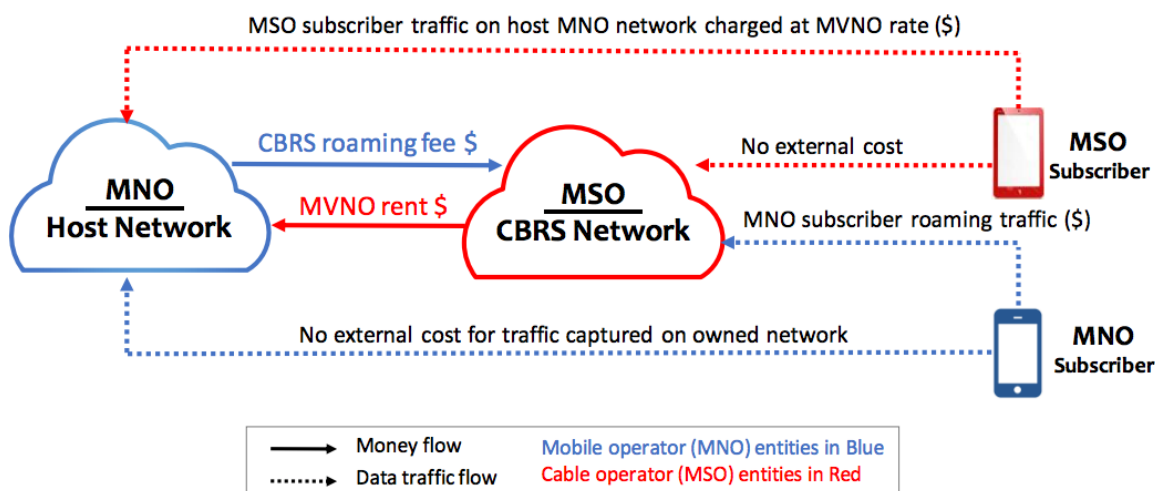 MSO subscriber traffic on host MNO network charged at MVNO rate ($)
CBRS roaming fee $
MNO
Host Network
MVNO rent $
MSO
CBRS Network
No external cost
MSO
Subscriber
MNO subscriber roaming traffic ($)
No external cost for traffic captured on owned network
MNO
Subscriber
Money flow
Mobile operator (MNO) entities in Blue
Data traffic flow
Cable operator (MSO) entities in Red